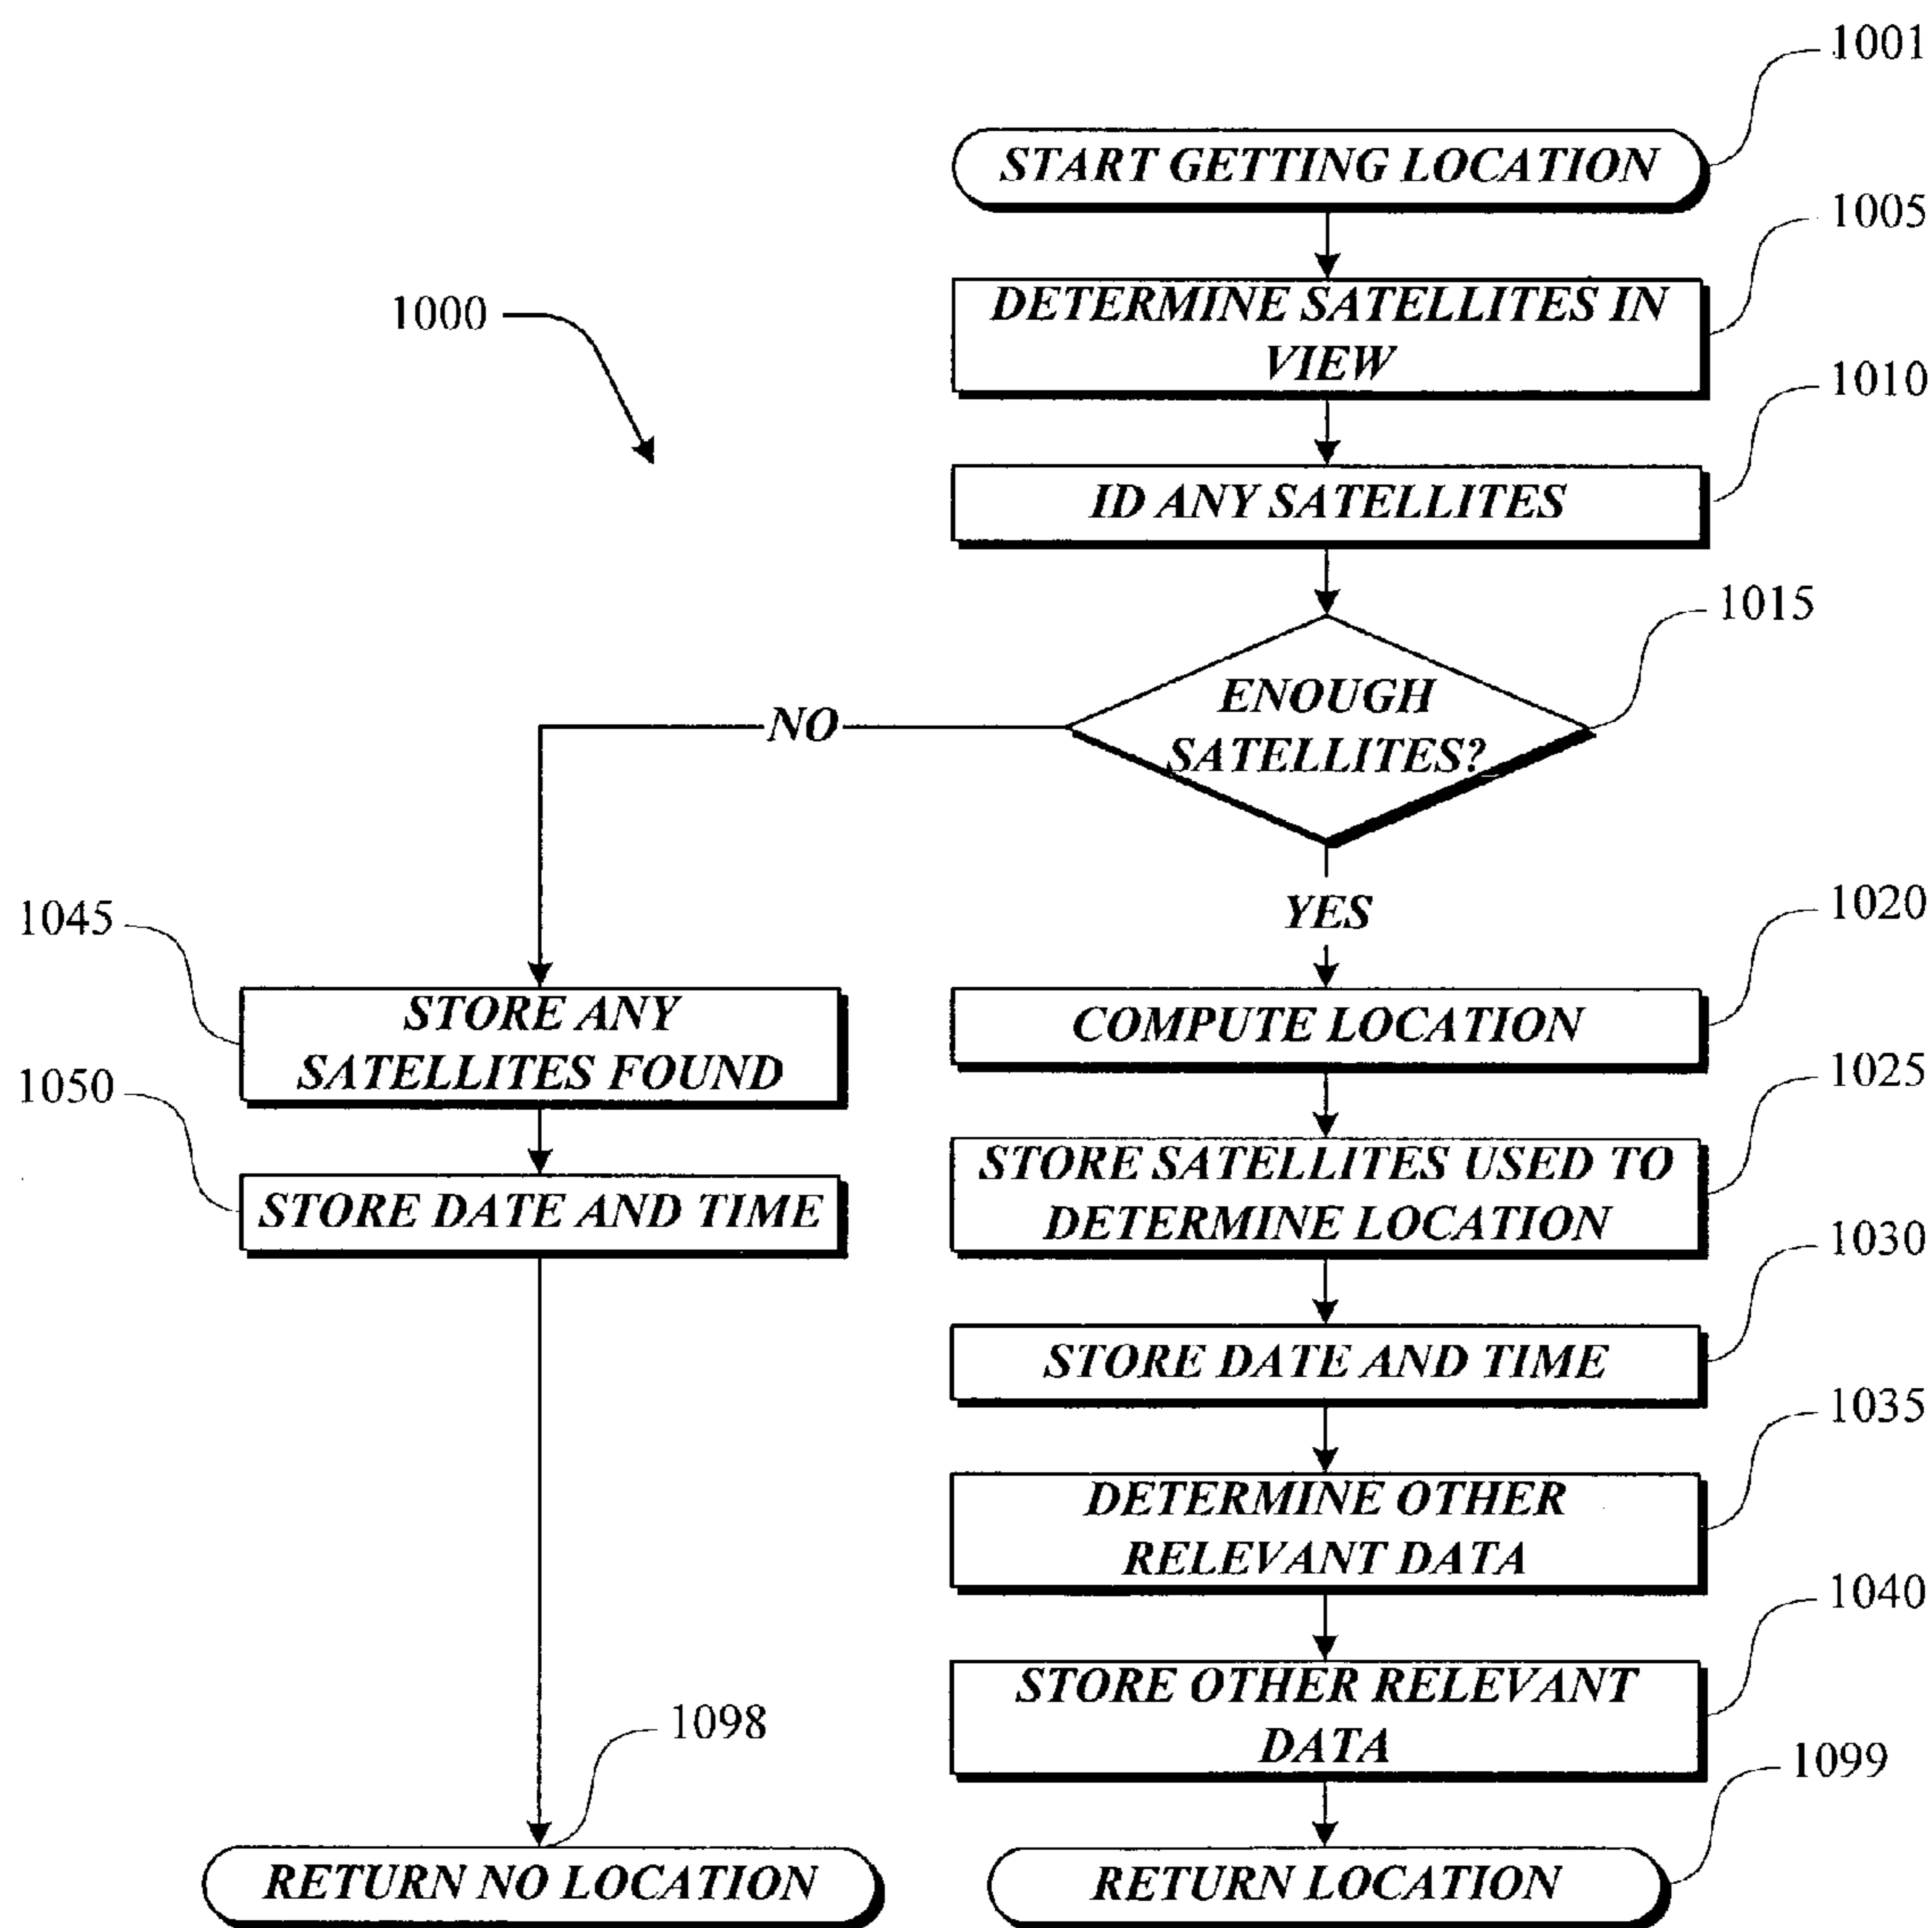 1001
START GETTING LOCATION
1005
DETERMINE SATELLITES IN
VIEW
1000
1010
ID ANY SATELLITES
1015
ENOUGH
SATELLITES?
NO
YES
1045
STORE ANY
SATELLITES FOUND
1020
COMPUTE LOCATION
1050
STORE DATE AND TIME
1025
STORE SATELLITES USED TO
DETERMINE LOCATION
1030
STORE DATE AND TIME
1035
DETERMINE OTHER
RELEVANT DATA
1040
STORE OTHER RELEVANT
DATA
1098
RETURN NO LOCATION
1099
RETURN LOCATION